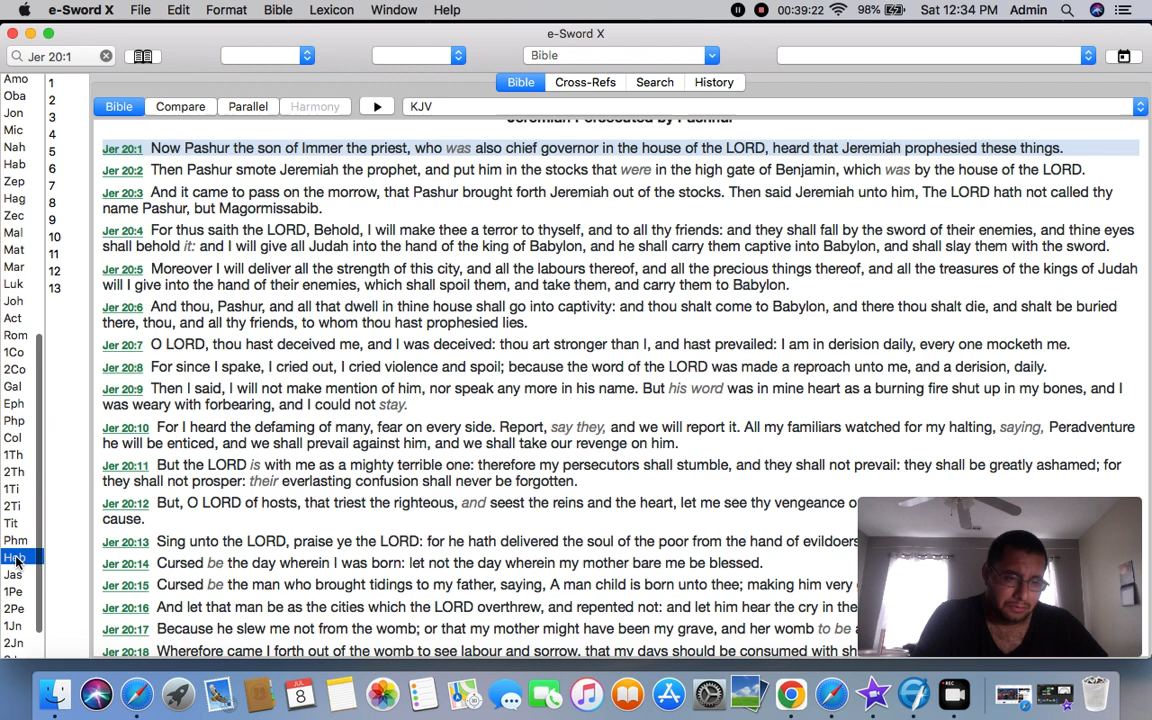 e-Sword X File Edit Format Bible Lexicon Window Help 00:39:22 98% Sat 12:34 PM Admin
e-Sword X
Jer 20:1 Bible
Bible Cross-Refs Search History
Bible Compare Parallel Harmony KJV
Amo
Oba
Jon
Mic
Nah
Hab
Zep
Hag
Zec
Mal
Mat
Mar
Luk
Joh
Act
Rom
1Co
2Co
Gal
Eph
Php
Col
1Th
2Th
1Ti
2Ti
Tit
Phm
Heb
Jas
1Pe
2Pe
1Jn
2Jn
1
2
3
4
5
6
7
8
9
10
11
12
13
Jeremiah Persecuted by Pashhur
Jer 20:1 Now Pashur the son of Immer the priest, who was also chief governor in the house of the LORD, heard that Jeremiah prophesied these things.
Jer 20:2 Then Pashur smote Jeremiah the prophet, and put him in the stocks that were in the high gate of Benjamin, which was by the house of the LORD.
Jer 20:3 And it came to pass on the morrow, that Pashur brought forth Jeremiah out of the stocks. Then said Jeremiah unto him, The LORD hath not called thy
name Pashur, but Magormissabib.
Jer 20:4 For thus saith the LORD, Behold, I will make thee a terror to thyself, and to all thy friends: and they shall fall by the sword of their enemies, and thine eyes
shall behold it: and I will give all Judah into the hand of the king of Babylon, and he shall carry them captive into Babylon, and shall slay them with the sword.
Jer 20:5 Moreover I will deliver all the strength of this city, and all the labours thereof, and all the precious things thereof, and all the treasures of the kings of Judah
will I give into the hand of their enemies, which shall spoil them, and take them, and carry them to Babylon.
Jer 20:6 And thou, Pashur, and all that dwell in thine house shall go into captivity: and thou shalt come to Babylon, and there thou shalt die, and shalt be buried
there, thou, and all thy friends, to whom thou hast prophesied lies.
Jer 20:7 O LORD, thou hast deceived me, and I was deceived: thou art stronger than I, and hast prevailed: I am in derision daily, every one mocketh me.
Jer 20:8 For since I spake, I cried out, I cried violence and spoil; because the word of the LORD was made a reproach unto me, and a derision, daily.
Jer 20:9 Then I said, I will not make mention of him, nor speak any more in his name. But his word was in mine heart as a burning fire shut up in my bones, and I
was weary with forbearing, and I could not stay.
Jer 20:10 For I heard the defaming of many, fear on every side. Report, say they, and we will report it. All my familiars watched for my halting, saying, Peradventure
he will be enticed, and we shall prevail against him, and we shall take our revenge on him.
Jer 20:11 But the LORD is with me as a mighty terrible one: therefore my persecutors shall stumble, and they shall not prevail: they shall be greatly ashamed; for
they shall not prosper: their everlasting confusion shall never be forgotten.
Jer 20:12 But, O LORD of hosts, that triest the righteous, and seest the reins and the heart, let me see thy vengeance o
cause.
Jer 20:13 Sing unto the LORD, praise ye the LORD: for he hath delivered the soul of the poor from the hand of evildoers
Jer 20:14 Cursed be the day wherein I was born: let not the day wherein my mother bare me be blessed.
Jer 20:15 Cursed be the man who brought tidings to my father, saying, A man child is born unto thee; making him very
Jer 20:16 And let that man be as the cities which the LORD overthrew, and repented not: and let him hear the cry in the
Jer 20:17 Because he slew me not from the womb; or that my mother might have been my grave, and her womb to be
Jer 20:18 Wherefore came I forth out of the womb to see labour and sorrow, that my days should be consumed with sh
JUL
8
REC